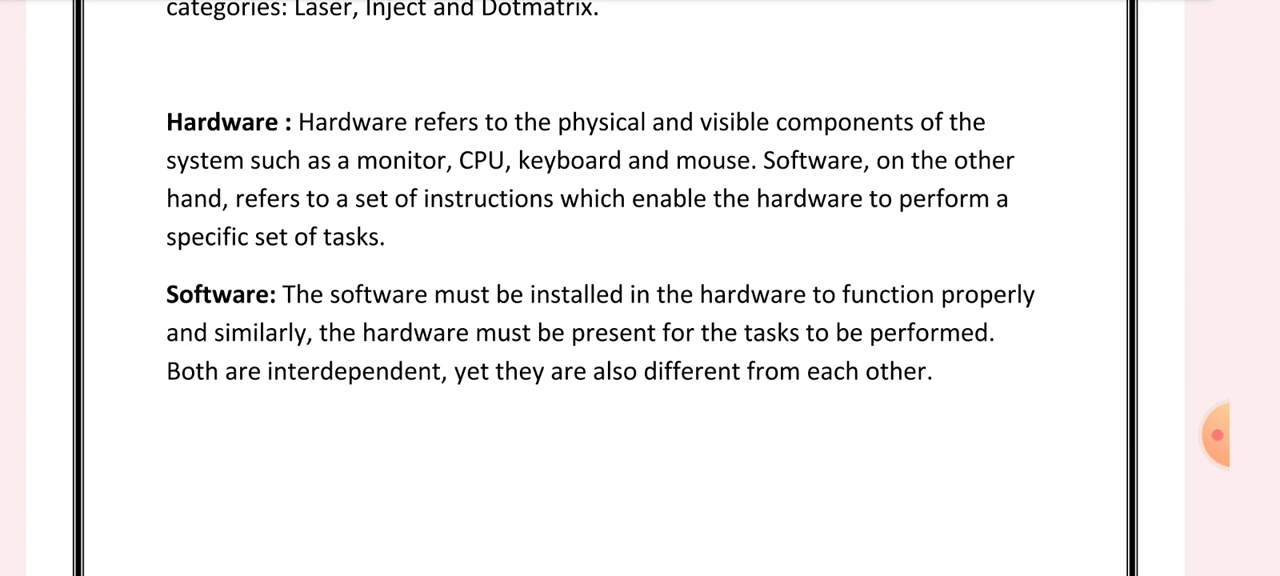 categories: Laser, Inject and Dotmatrix.
Hardware : Hardware refers to the physical and visible components of the
system such as a monitor, CPU, keyboard and mouse. Software, on the other
hand, refers to a set of instructions which enable the hardware to perform a
specific set of tasks.
Software: The software must be installed in the hardware to function properly
and similarly, the hardware must be present for the tasks to be performed.
Both are interdependent, yet they are also different from each other.